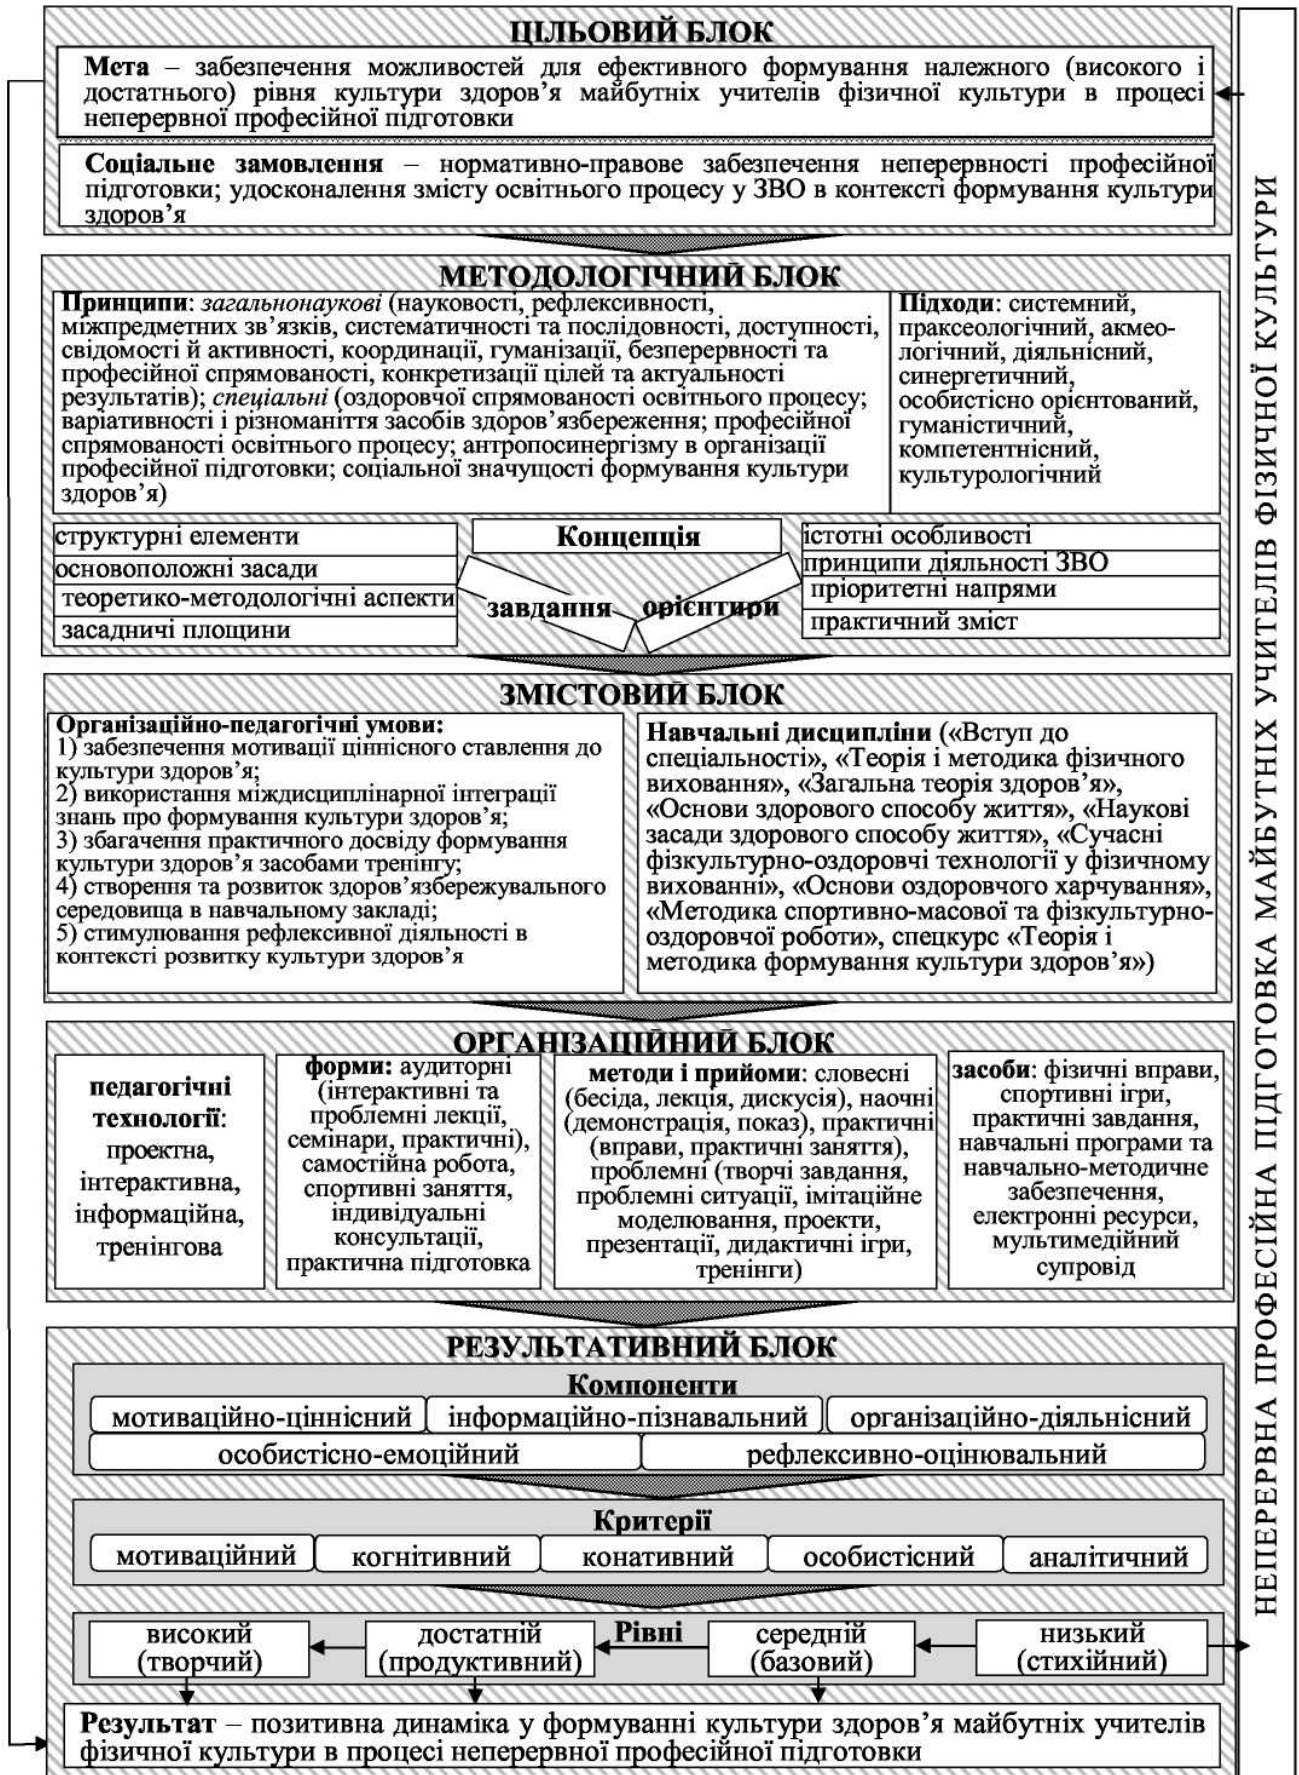 ЦІЛЬОВИЙ БЛОК
Мета – забезпечення можливостей для ефективного формування належного (високого і
достатнього) рівня культури здоров'я майбутніх учителів фізичної культури в процесі
неперервної професійної підготовки
Соціальне замовлення – нормативно-правове забезпечення неперервності професійної
підготовки; удосконалення змісту освітнього процесу у ЗВО в контексті формування культури
здоров'я
МЕТОДОЛОГІЧНИЙ БЛОК
Принципи: загальнонаукові (науковості, рефлексивності,
міжпредметних зв'язків, систематичності та послідовності, доступності,
свідомості й активності, координації, гуманізації, безперервності та
професійної спрямованості, конкретизації цілей та актуальності
результатів); спеціальні (оздоровчої спрямованості освітнього процесу;
варіативності і різноманіття засобів здоров'язбереження; професійної
спрямованості освітнього процесу; антропосинергізму в організації
професійної підготовки; соціальної значущості формування культури
здоров'я)
Підходи: системний,
праксеологічний, акмео-
логічний, діяльнісний,
синергетичний,
особистісно орієнтований,
гуманістичний,
компетентнісний,
культурологічний
структурні елементи
основоположні засади
теоретико-методологічні аспекти
засадничі площини
Концепція
завдання
орієнтири
істотні особливості
принципи діяльності ЗВО
пріоритетні напрями
практичний зміст
ЗМІСТОВИЙ БЛОК
Організаційно-педагогічні умови:
1) забезпечення мотивації ціннісного ставлення до
культури здоров'я;
2) використання міждисциплінарної інтеграції
знань про формування культури здоров'я;
3) збагачення практичного досвіду формування
культури здоров'я засобами тренінгу;
4) створення та розвиток здоров'язбережувального
середовища в навчальному закладі;
5) стимулювання рефлексивної діяльності в
контексті розвитку культури здоров'я
Навчальні дисципліни («Вступ до
спеціальності», «Теорія і методика фізичного
виховання», «Загальна теорія здоров'я»,
«Основи здорового способу життя», «Наукові
засади здорового способу життя», «Сучасні
фізкультурно-оздоровчі технології у фізичному
вихованні», «Основи оздоровчого харчування»,
«Методика спортивно-масової та фізкультурно-
оздоровчої роботи», спецкурс «Теорія і
методика формування культури здоров'я»)
ОРГАНІЗАЦІЙНИЙ БЛОК
педагогічні
технології:
проектна,
інтерактивна,
інформаційна,
тренінгова
форми: аудиторні
(інтерактивні та
проблемні лекції,
семінари, практичні),
самостійна робота,
спортивні заняття,
індивідуальні
консультації,
практична підготовка
методи і прийоми: словесні
(бесіда, лекція, дискусія), наочні
(демонстрація, показ), практичні
(вправи, практичні заняття),
проблемні (творчі завдання,
проблемні ситуації, імітаційне
моделювання, проекти,
презентації, дидактичні ігри,
тренінги)
засоби: фізичні вправи,
спортивні ігри,
практичні завдання,
навчальні програми та
навчально-методичне
забезпечення,
електронні ресурси,
мультимедійний
супровід
РЕЗУЛЬТАТИВНИЙ БЛОК
Компоненти
мотиваційно-ціннісний
інформаційно-пізнавальний
організаційно-діяльнісний
особистісно-емоційний
рефлексивно-оцінювальний
Критерії
мотиваційний
когнітивний
конативний
особистісний
аналітичний
Рівні
високий
(творчий)
достатній
(продуктивний)
середній
(базовий)
низький
(стихійний)
Результат – позитивна динаміка у формуванні культури здоров'я майбутніх учителів
фізичної культури в процесі неперервної професійної підготовки
НЕПЕРЕРВНА ПРОФЕСІЙНА ПІДГОТОВКА МАЙБУТНІХ УЧИТЕЛІВ ФІЗИЧНОЇ КУЛЬТУРИ